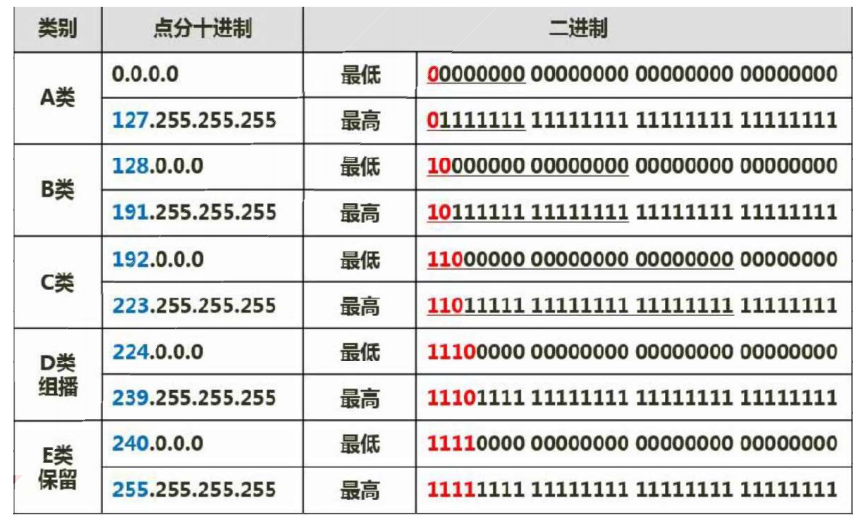 类别 点分十进制 二进制
A类 0.0.0.0 最低 00000000 00000000 00000000 00000000
127.255.255.255 最高 01111111 11111111 11111111 11111111
B类 128.0.0.0 最低 10000000 00000000 00000000 00000000
191.255.255.255 最高 10111111 11111111 11111111 11111111
C类 192.0.0.0 最低 11000000 00000000 00000000 00000000
223.255.255.255 最高 11011111 11111111 11111111 11111111
D类 224.0.0.0 最低 11100000 00000000 00000000 00000000
组播 239.255.255.255 最高 11101111 11111111 11111111 11111111
E类 240.0.0.0 最低 11110000 00000000 00000000 00000000
保留 255.255.255.255 最高 11111111 11111111 11111111 11111111